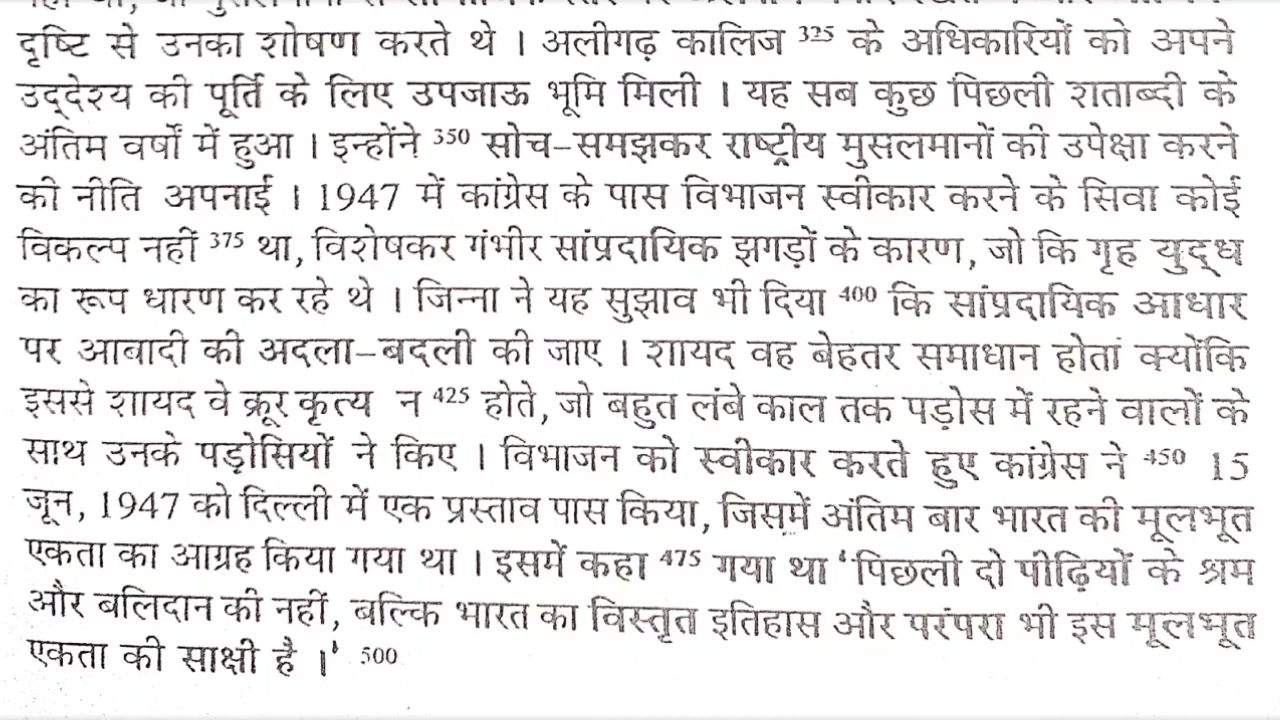 दृष्टि से उनका शोषण करते थे । अलीगढ़ कालिज 325 के अधिकारियों को अपने
उद्देश्य की पूर्ति के लिए उपजाऊ भूमि मिली । यह सब कुछ पिछली शताब्दी के
अंतिम वर्षों में हुआ । इन्होंने 350 सोच-समझकर राष्ट्रीय मुसलमानों की उपेक्षा करने
की नीति अपनाई । 1947 में कांग्रेस के पास विभाजन स्वीकार करने के सिवा कोई
विकल्प नहीं 375 था, विशेषकर गंभीर सांप्रदायिक झगड़ों के कारण, जो कि गृह युद्ध
का रूप धारण कर रहे थे । जिन्ना ने यह सुझाव भी दिया 400 कि सांप्रदायिक आधार
पर आबादी की अदला-बदली की जाए । शायद वह बेहतर समाधान होता क्योंकि
इससे शायद वे क्रूर कृत्य न 425 होते, जो बहुत लंबे काल तक पड़ोस में रहने वालों के
साथ उनके पड़ोसियों ने किए । विभाजन को स्वीकार करते हुए कांग्रेस ने 450 15
जून, 1947 को दिल्ली में एक प्रस्ताव पास किया, जिसमें अंतिम बार भारत की मूलभूत
एकता का आग्रह किया गया था । इसमें कहा 475 गया था 'पिछली दो पीढ़ियों के श्रम
और बलिदान की नहीं, बल्कि भारत का विस्तृत इतिहास और परंपरा भी इस मूलभूत
एकता की साक्षी है ।' 500